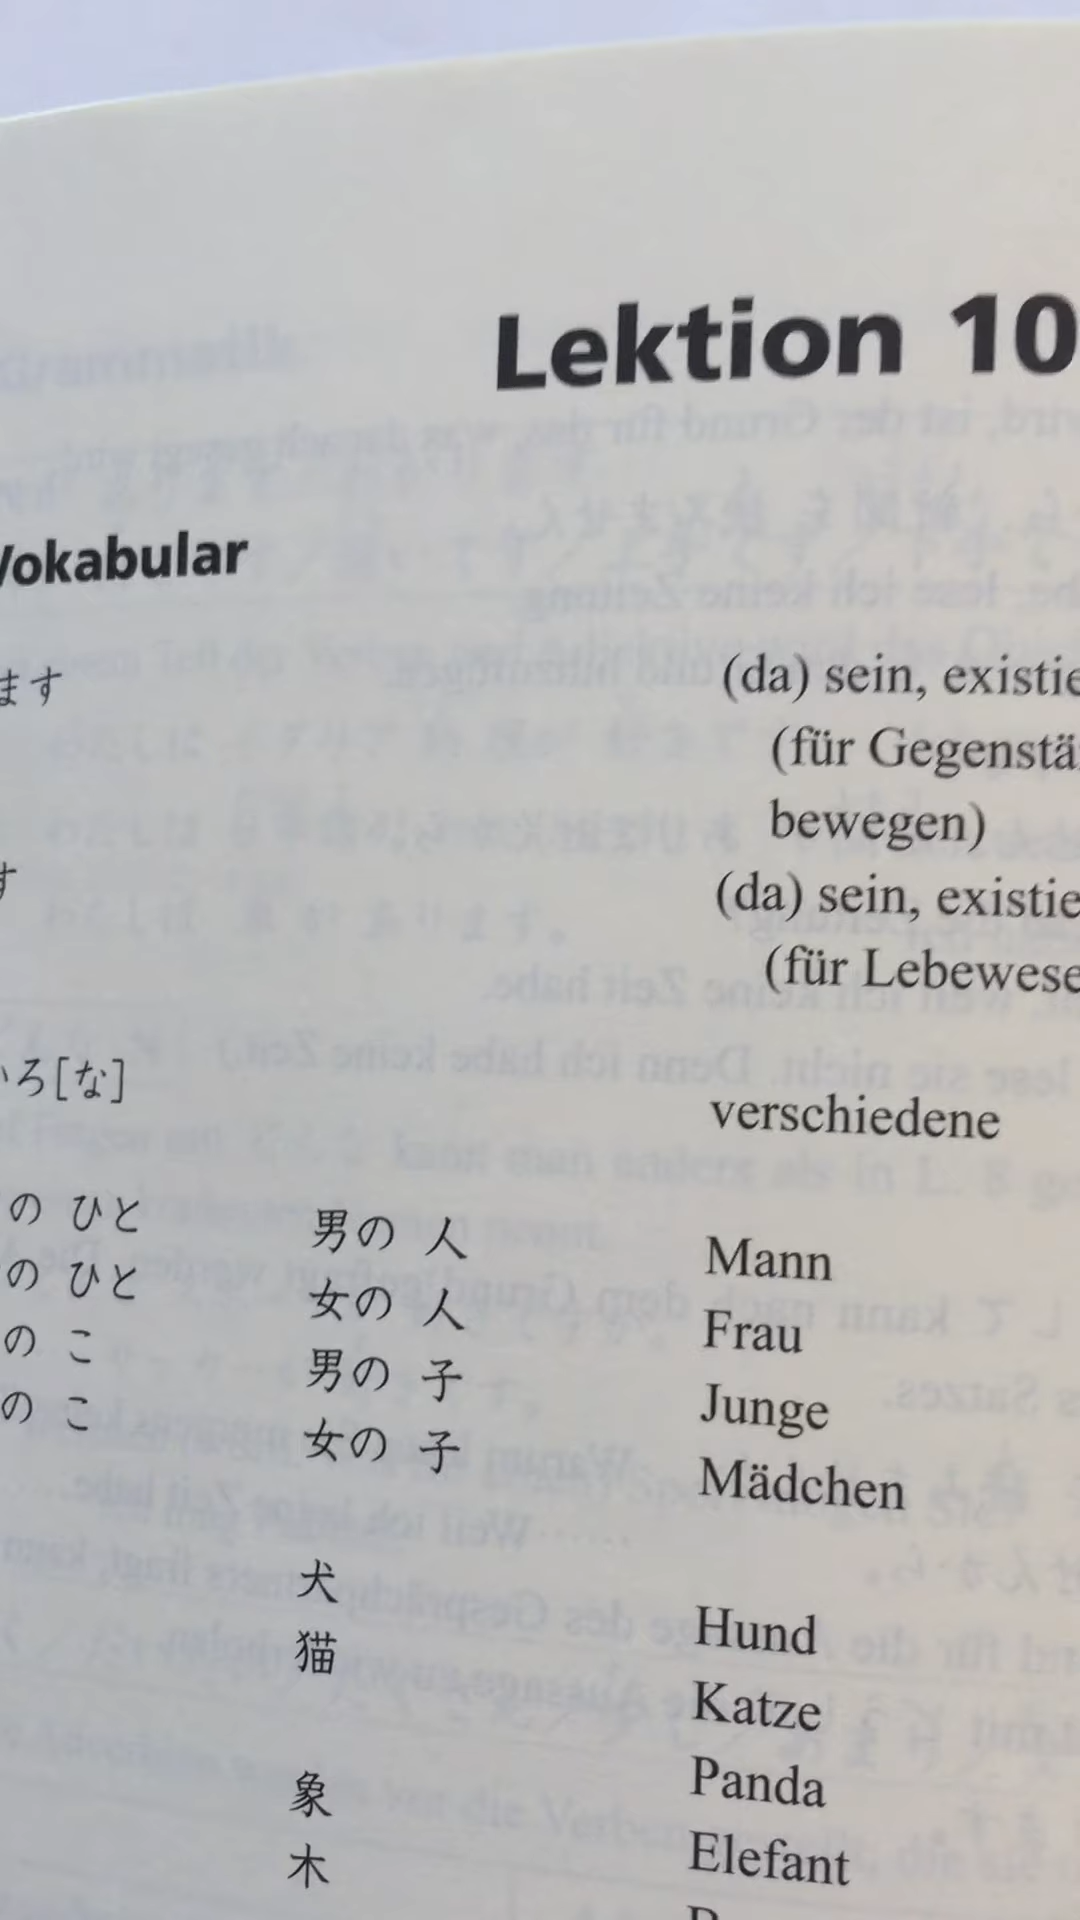 Lektion 10
Vokabular
ます (da) sein, existie
(für Gegenstä
bewegen)
す (da) sein, existie
(für Lebewese
いろ[な] verschiedene
の ひと 男の 人 Mann
の ひと 女の 人 Frau
の こ 男の 子 Junge
の こ 女の 子 Mädchen
犬 Hund
猫 Katze
Panda
象 Elefant
木